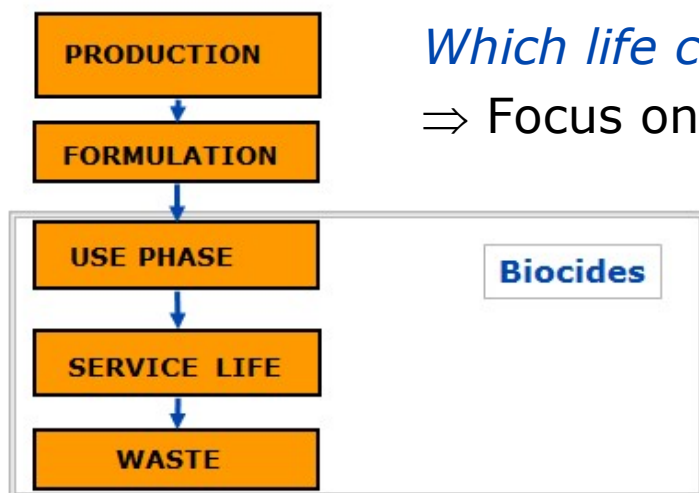 PRODUCTION
Which life c
⇒ Focus on
FORMULATION
USE PHASE
Biocides
SERVICE LIFE
WASTE